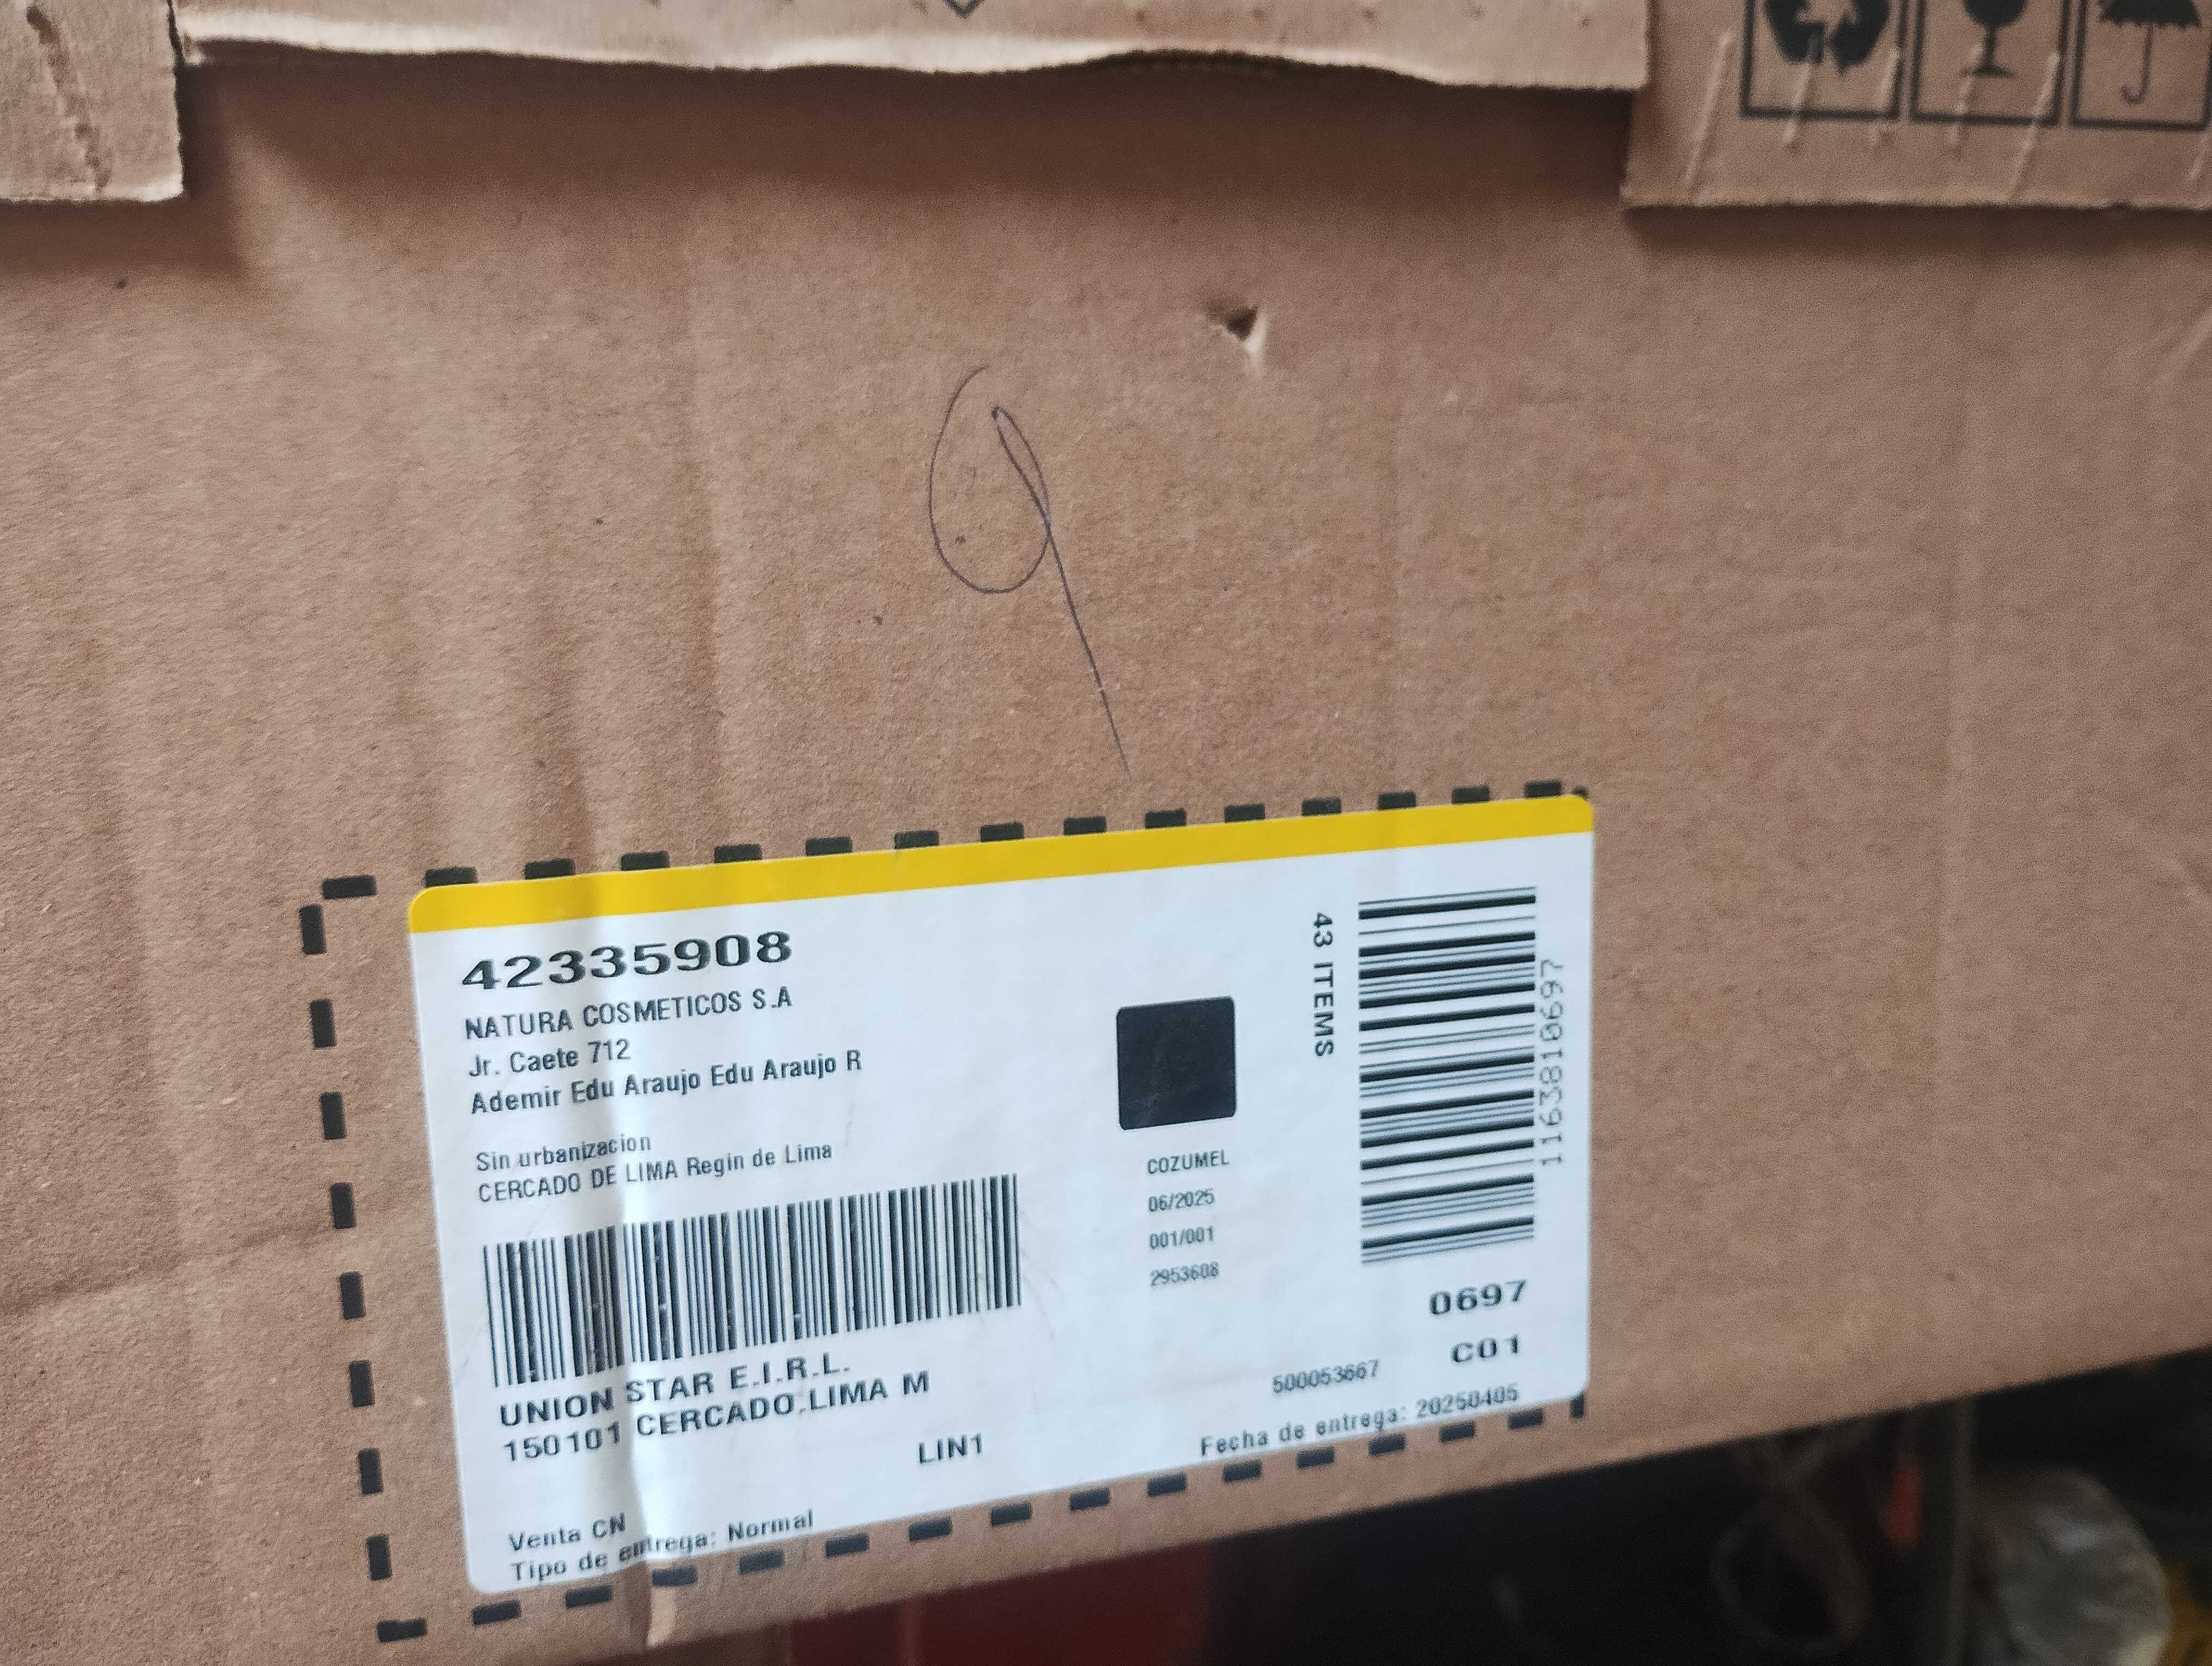 9
42335908
NATURA COSMETICOS S.A
Jr. Caete 712
Ademir Edu Araujo Edu Araujo R
Sin urbanizacion
CERCADO DE LIMA Regin de Lima
UNION STAR E.I.R.L.
150101 CERCADO,LIMA M
LIN1
Venta CN
Tipo de entrega: Normal
COZUMEL
06/2025
001/001
2953608
43 ITEMS
11638810697
0697
C01
500053667
Fecha de entrega: 20250405